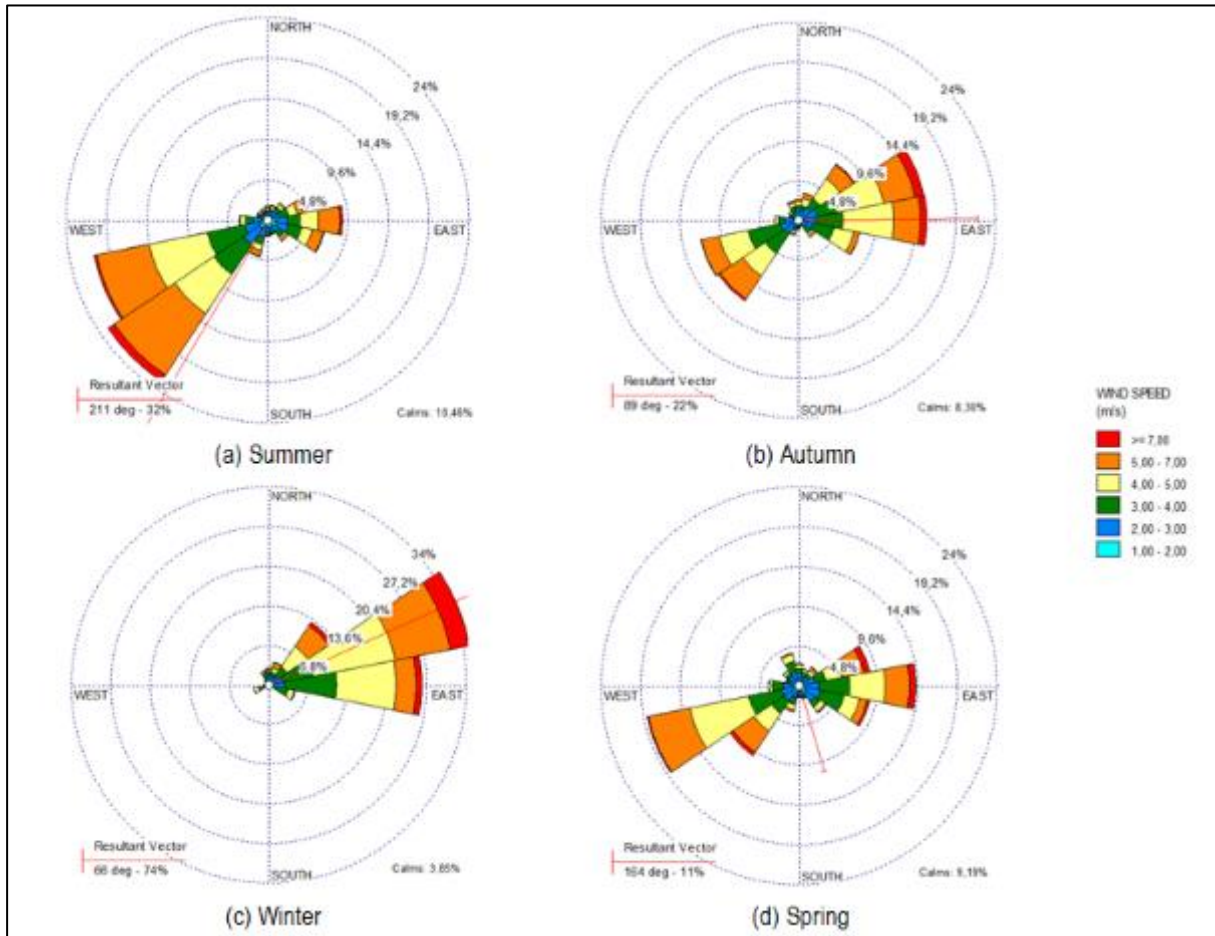 NORTH
24%
19,2%
14,4%
9,6%
4,8%
WEST
EAST
SOUTH
Resultant Vector
211 deg - 32%
Calms: 10,46%
(a) Summer
NORTH
24%
19,2%
14,4%
9,6%
4,8%
WEST
EAST
SOUTH
Resultant Vector
89 deg - 22%
Calms: 8,36%
(b) Autumn
WIND SPEED
(m/s)
>= 7,00
5,00 - 7,00
4,00 - 5,00
3,00 - 4,00
2,00 - 3,00
1,00 - 2,00
NORTH
34%
27,2%
20,4%
13,6%
6,8%
WEST
EAST
SOUTH
Resultant Vector
66 deg - 74%
Calms: 3,65%
(c) Winter
NORTH
24%
19,2%
14,4%
9,6%
4,8%
WEST
EAST
SOUTH
Resultant Vector
164 deg - 11%
Calms: 9,19%
(d) Spring